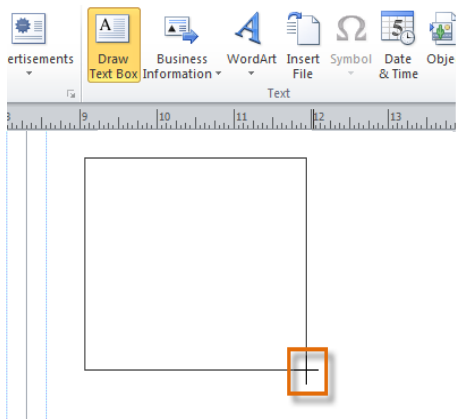 A
A
5
ertisements
Draw
Text Box
Business
Information
WordArt
Insert
File
Symbol
Date
& Time
Obje
Text
9 10 11 12 13